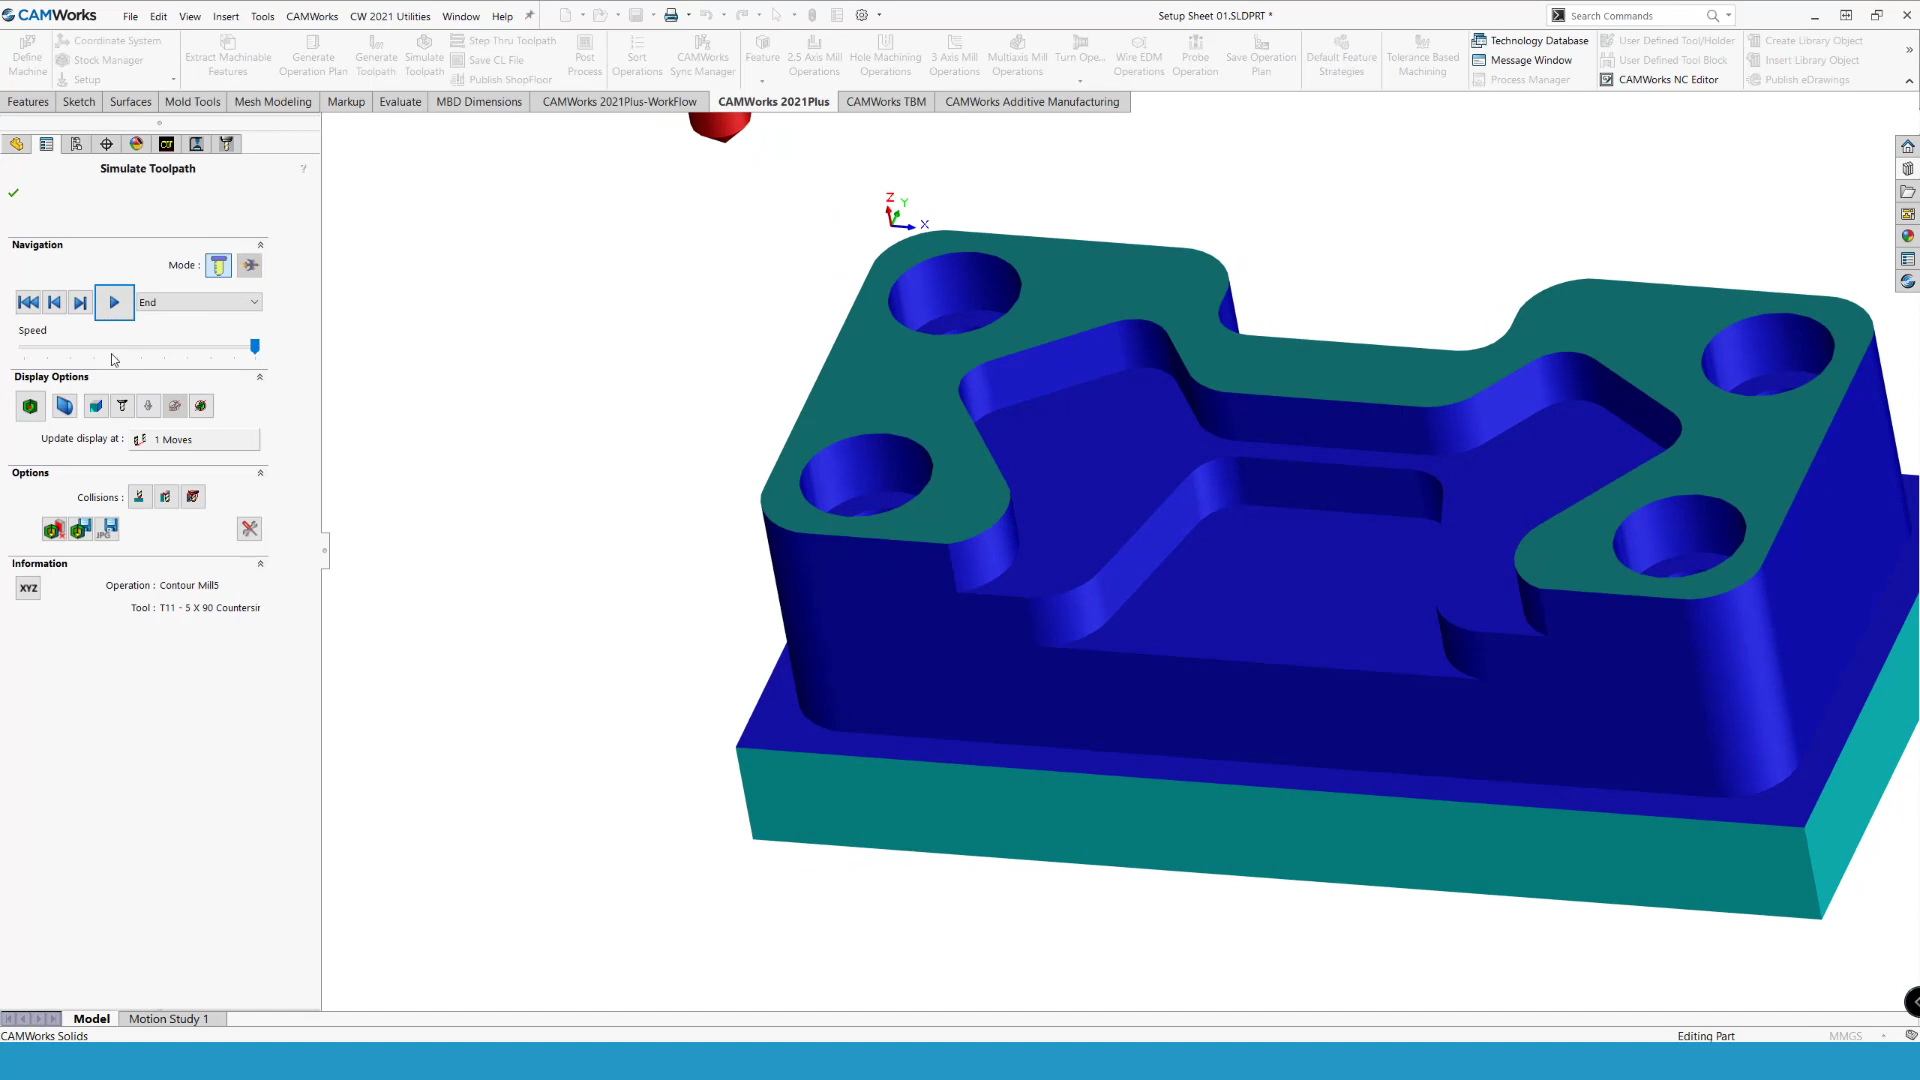 CAMWorks File Edit View Insert Tools CAMWorks CW 2021 Utilities Window Help Setup Sheet 01.SLDPRT * Search Commands
Define Machine
Coordinate System
Stock Manager
Setup
Extract Machinable Features
Generate Operation Plan
Generate Toolpath
Simulate Toolpath
Step Thru Toolpath
Save CL File
Publish ShopFloor
Post Process
Sort Operations
CAMWorks Sync Manager
Feature
2.5 Axis Mill Operations
Hole Machining Operations
3 Axis Mill Operations
Multiaxis Mill Operations
Turn Ope...
Wire EDM Operations
Probe Operation
Save Operation Plan
Default Feature Strategies
Tolerance Based Machining
Technology Database
Message Window
Process Manager
User Defined Tool/Holder
User Defined Tool Block
CAMWorks NC Editor
Create Library Object
Insert Library Object
Publish eDrawings
Features Sketch Surfaces Mold Tools Mesh Modeling Markup Evaluate MBD Dimensions CAMWorks 2021Plus-WorkFlow CAMWorks 2021Plus CAMWorks TBM CAMWorks Additive Manufacturing
Simulate Toolpath ?
Navigation
Mode :
End
Speed
Display Options
Update display at : 1 Moves
Options
Collisions :
JPG
Information
XYZ Operation : Contour Mill5
Tool : T11 - 5 X 90 Countersir
Z
Y
X
Model Motion Study 1
CAMWorks Solids Editing Part MMGS